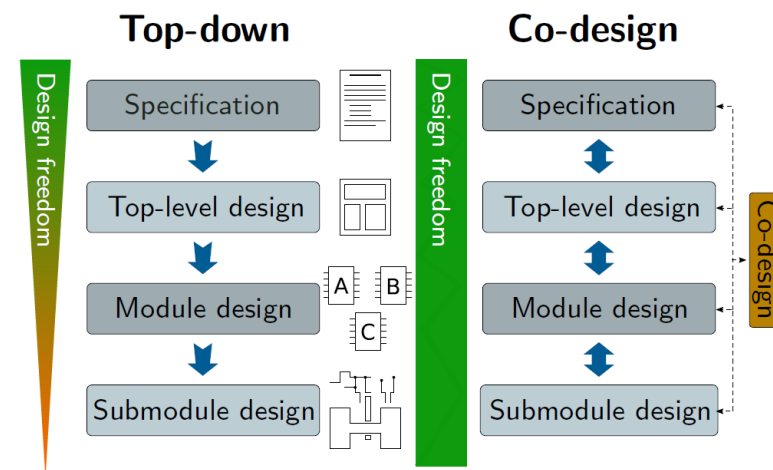 Top-down
Co-design
Design freedom
Specification
Top-level design
Module design
Submodule design
A
B
C
Design freedom
Specification
Top-level design
Module design
Submodule design
Co-design